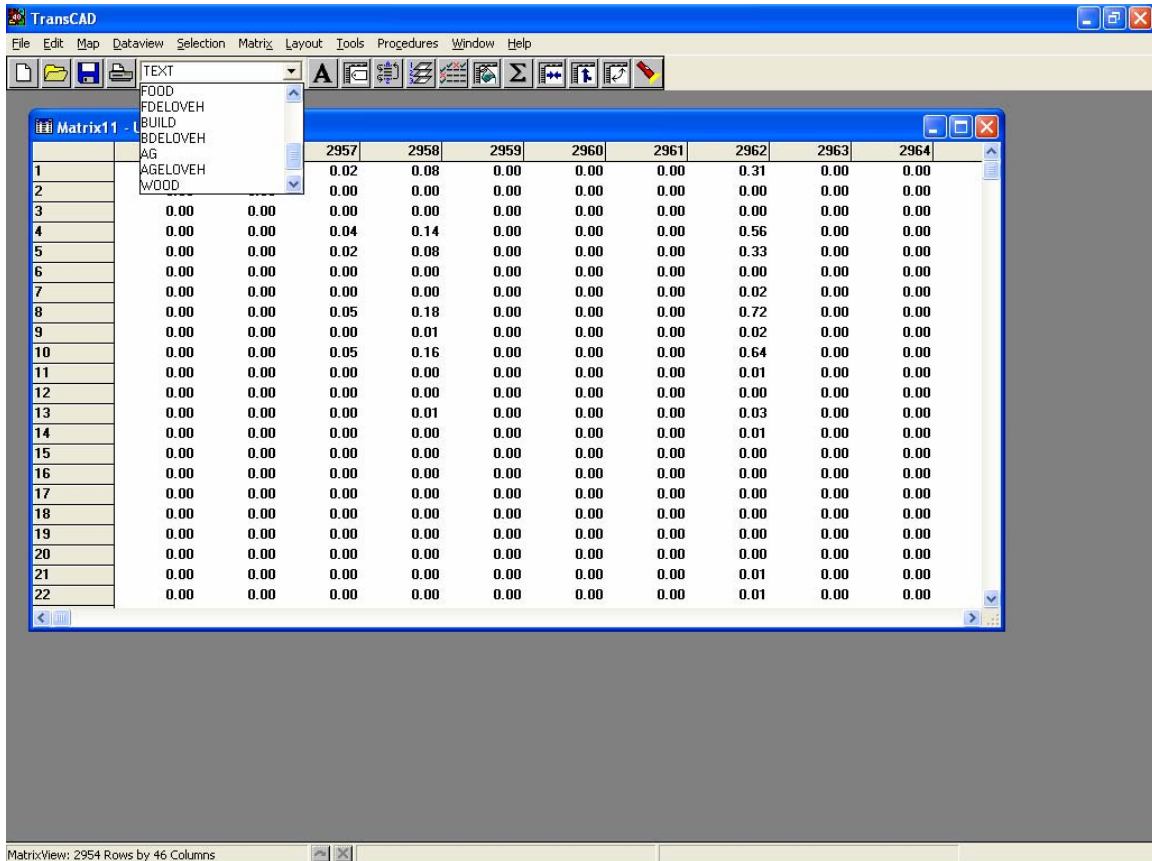 TransCAD
File Edit Map Dataview Selection Matrix Layout Tools Procedures Window Help
TEXT A Σ
FOOD
FDELOVEH
BUILD
BDELOVEH
AG
AGELOVEH
WOOD
Matrix11 -
2957 2958 2959 2960 2961 2962 2963 2964
1 0.02 0.08 0.00 0.00 0.00 0.31 0.00 0.00
2 0.00 0.00 0.00 0.00 0.00 0.00 0.00 0.00
3 0.00 0.00 0.00 0.00 0.00 0.00 0.00 0.00 0.00 0.00
4 0.00 0.00 0.04 0.14 0.00 0.00 0.00 0.56 0.00 0.00
5 0.00 0.00 0.02 0.08 0.00 0.00 0.00 0.33 0.00 0.00
6 0.00 0.00 0.00 0.00 0.00 0.00 0.00 0.00 0.00 0.00
7 0.00 0.00 0.00 0.00 0.00 0.00 0.00 0.02 0.00 0.00
8 0.00 0.00 0.05 0.18 0.00 0.00 0.00 0.72 0.00 0.00
9 0.00 0.00 0.00 0.01 0.00 0.00 0.00 0.02 0.00 0.00
10 0.00 0.00 0.05 0.16 0.00 0.00 0.00 0.64 0.00 0.00
11 0.00 0.00 0.00 0.00 0.00 0.00 0.00 0.01 0.00 0.00
12 0.00 0.00 0.00 0.00 0.00 0.00 0.00 0.00 0.00 0.00
13 0.00 0.00 0.00 0.01 0.00 0.00 0.00 0.03 0.00 0.00
14 0.00 0.00 0.00 0.00 0.00 0.00 0.00 0.01 0.00 0.00
15 0.00 0.00 0.00 0.00 0.00 0.00 0.00 0.00 0.00 0.00
16 0.00 0.00 0.00 0.00 0.00 0.00 0.00 0.00 0.00 0.00
17 0.00 0.00 0.00 0.00 0.00 0.00 0.00 0.00 0.00 0.00
18 0.00 0.00 0.00 0.00 0.00 0.00 0.00 0.00 0.00 0.00
19 0.00 0.00 0.00 0.00 0.00 0.00 0.00 0.00 0.00 0.00
20 0.00 0.00 0.00 0.00 0.00 0.00 0.00 0.00 0.00 0.00
21 0.00 0.00 0.00 0.00 0.00 0.00 0.00 0.01 0.00 0.00
22 0.00 0.00 0.00 0.00 0.00 0.00 0.00 0.01 0.00 0.00
MatrixView: 2954 Rows by 46 Columns